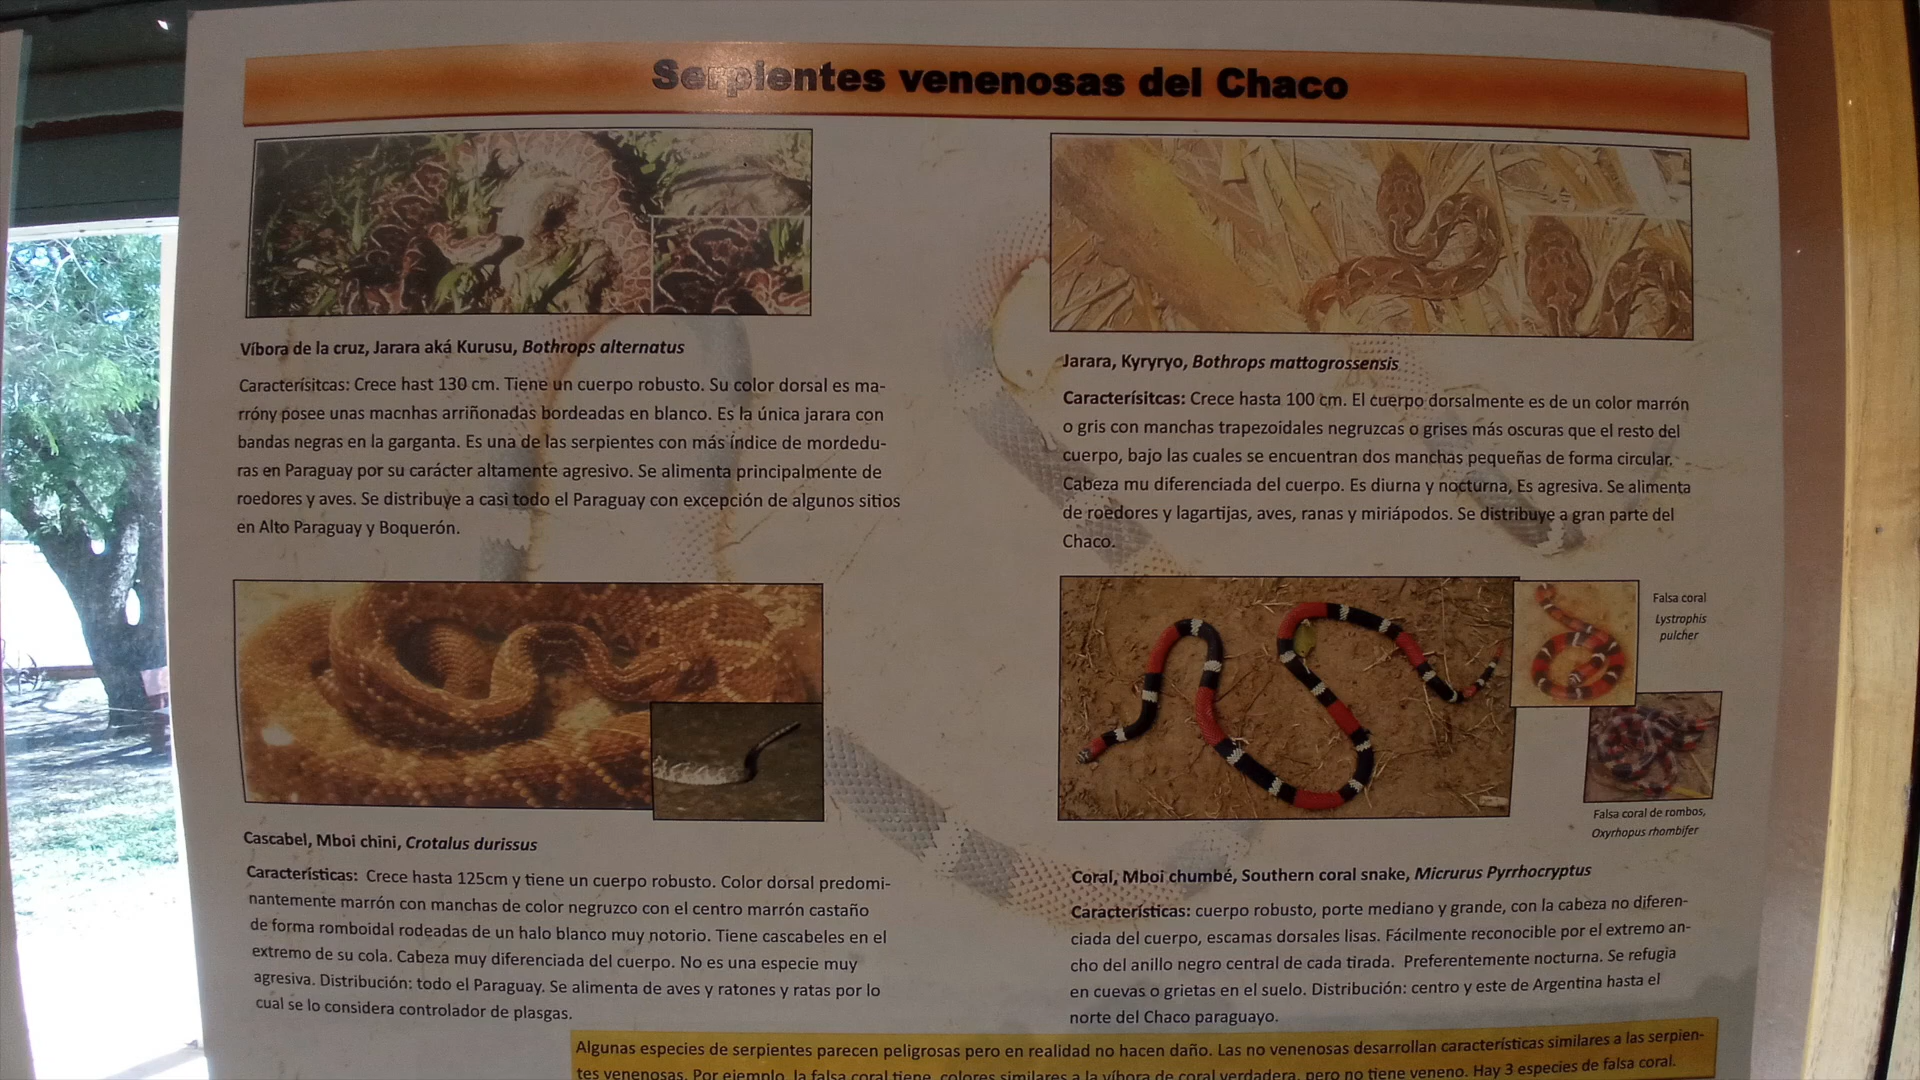 Serpientes venenosas del Chaco
Víbora de la cruz, Jarara aká Kurusu, Bothrops alternatus
Caracterísitcas: Crece hast 130 cm. Tiene un cuerpo robusto. Su color dorsal es ma-
rróny posee unas macnhas arriñonadas bordeadas en blanco. Es la única jarara con
bandas negras en la garganta. Es una de las serpientes con más índice de mordedu-
ras en Paraguay por su carácter altamente agresivo. Se alimenta principalmente de
roedores y aves. Se distribuye a casi todo el Paraguay con excepción de algunos sitios
en Alto Paraguay y Boquerón.
Jarara, Kyryryo, Bothrops mattogrossensis
Caracterísitcas: Crece hasta 100 cm. El cuerpo dorsalmente es de un color marrón
o gris con manchas trapezoidales negruzcas o grises más oscuras que el resto del
cuerpo, bajo las cuales se encuentran dos manchas pequeñas de forma circular.
Cabeza mu diferenciada del cuerpo. Es diurna y nocturna, Es agresiva. Se alimenta
de roedores y lagartijas, aves, ranas y miriápodos. Se distribuye a gran parte del
Chaco.
Cascabel, Mboi chini, Crotalus durissus
Características: Crece hasta 125cm y tiene un cuerpo robusto. Color dorsal predomi-
nantemente marrón con manchas de color negruzco con el centro marrón castaño
de forma romboidal rodeadas de un halo blanco muy notorio. Tiene cascabeles en el
extremo de su cola. Cabeza muy diferenciada del cuerpo. No es una especie muy
agresiva. Distribución: todo el Paraguay. Se alimenta de aves y ratones y ratas por lo
cual se lo considera controlador de plasgas.
Falsa coral
Lystrophis
pulcher
Falsa coral de rombos,
Oxyrhopus rhombifer
Coral, Mboi chumbé, Southern coral snake, Micrurus Pyrrhocryptus
Características: cuerpo robusto, porte mediano y grande, con la cabeza no diferen-
ciada del cuerpo, escamas dorsales lisas. Fácilmente reconocible por el extremo an-
cho del anillo negro central de cada tirada. Preferentemente nocturna. Se refugia
en cuevas o grietas en el suelo. Distribución: centro y este de Argentina hasta el
norte del Chaco paraguayo.
Algunas especies de serpientes parecen peligrosas pero en realidad no hacen daño. Las no venenosas desarrollan características similares a las serpien-
tes venenosas. Por ejemplo, la falsa coral tiene colores similares a la víbora de coral verdadera, pero no tiene veneno. Hay 3 especies de falsa coral.